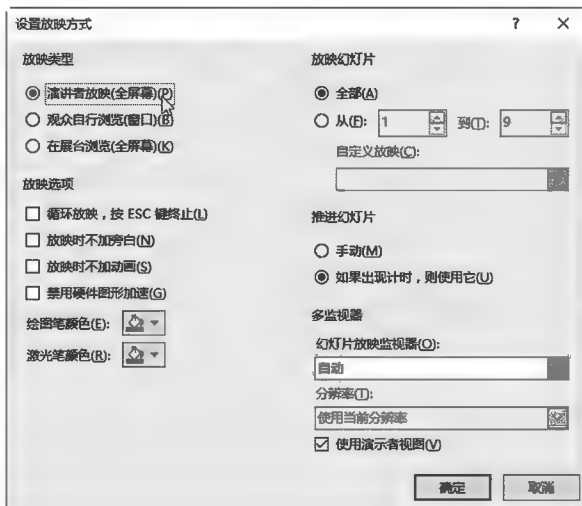 设置放映方式 ? ×
放映类型
演讲者放映(全屏幕)(P)
观众自行浏览(窗口)(B)
在展台浏览(全屏幕)(K)
放映选项
循环放映，按 ESC 键终止(L)
放映时不加旁白(N)
放映时不加动画(S)
禁用硬件图形加速(G)
绘图笔颜色(E):
激光笔颜色(R):
放映幻灯片
全部(A)
从(F): 1 到(T): 9
自定义放映(C):
推进幻灯片
手动(M)
如果出现计时，则使用它(U)
多监视器
幻灯片放映监视器(O):
自动
分辨率(T):
使用当前分辨率
使用演示者视图(V)
确定 取消